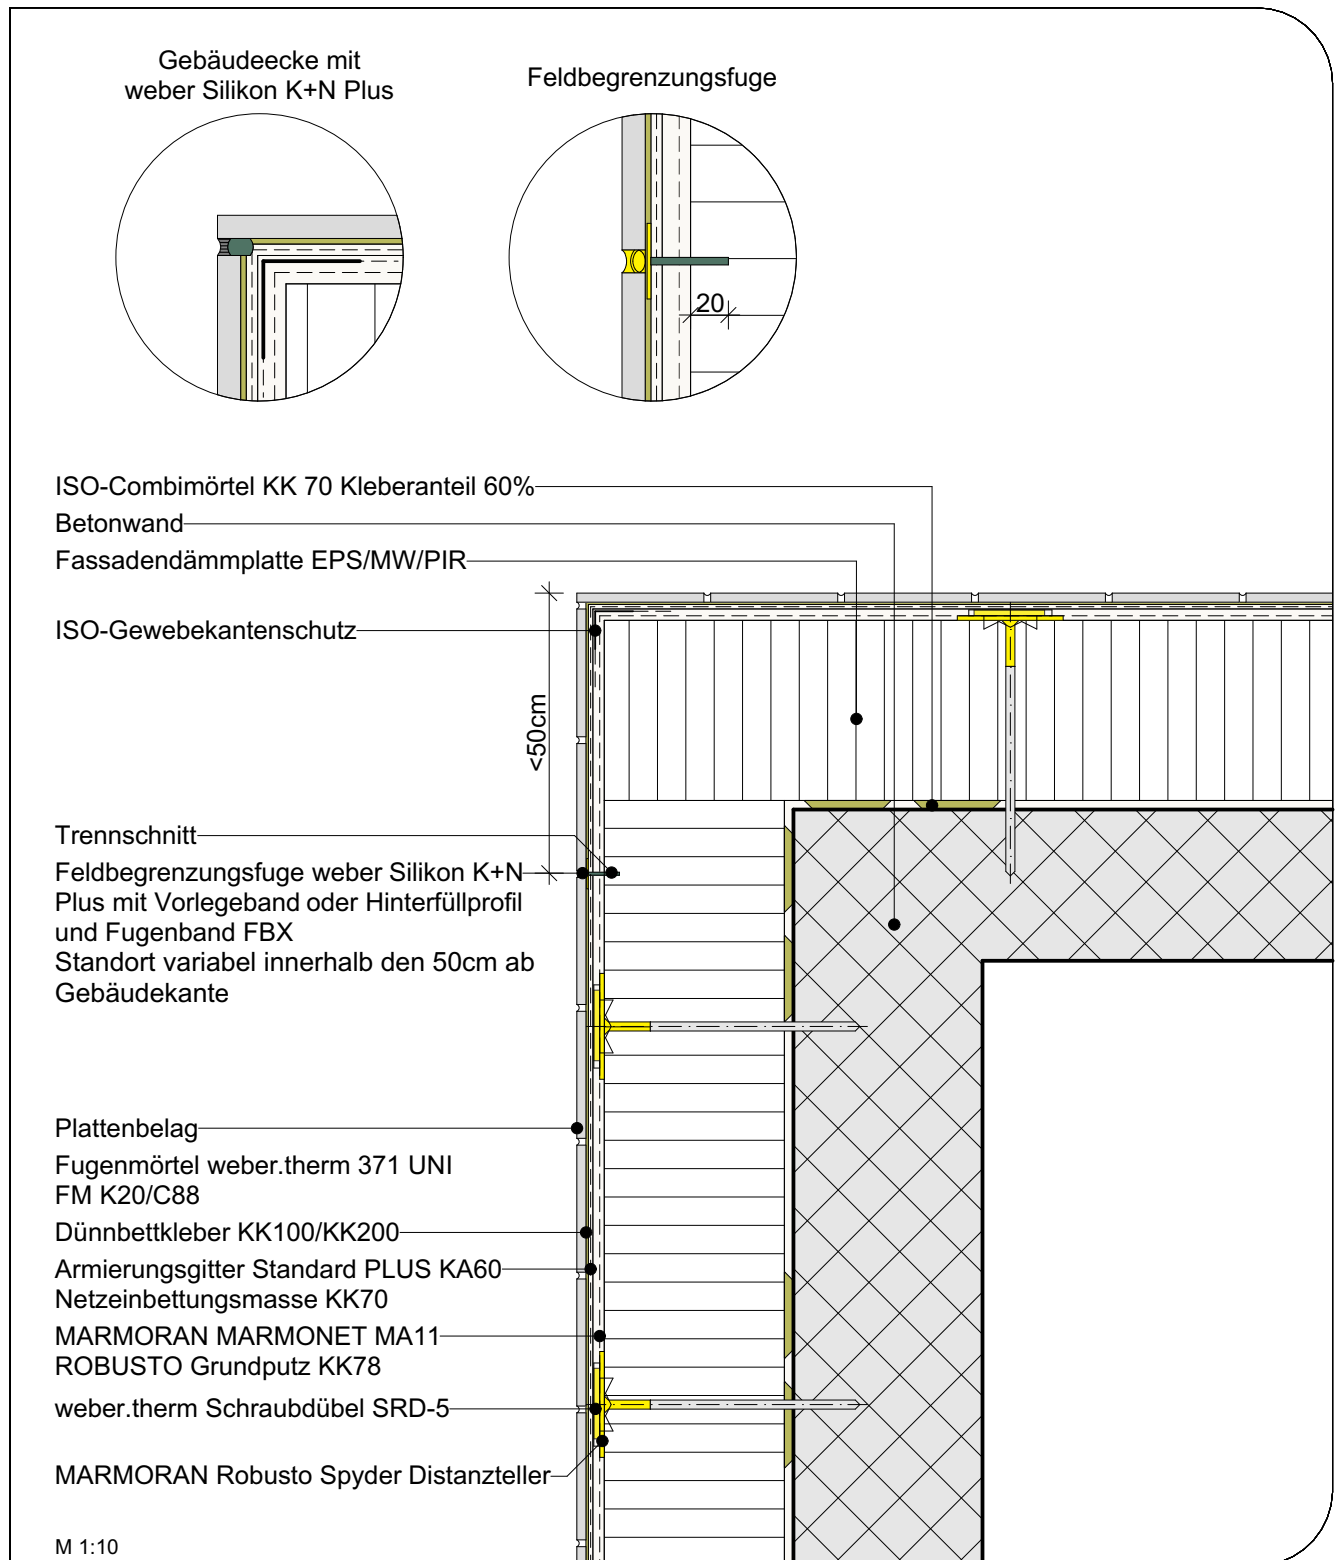 Gebäudeecke mit
weber Silikon K+N Plus
Feldbegrenzungsfuge
20
ISO-Combimörtel KK 70 Kleberanteil 60%
Betonwand
Fassadendämmplatte EPS/MW/PIR
ISO-Gewebekantenschutz
<50cm
Trennschnitt
Feldbegrenzungsfuge weber Silikon K+N
Plus mit Vorlegeband oder Hinterfüllprofil
und Fugenband FBX
Standort variabel innerhalb den 50cm ab
Gebäudekante
Plattenbelag
Fugenmörtel weber.therm 371 UNI
FM K20/C88
Dünnbettkleber KK100/KK200
Armierungsgitter Standard PLUS KA60
Netzeinbettungsmasse KK70
MARMORAN MARMONET MA11
ROBUSTO Grundputz KK78
weber.therm Schraubdübel SRD-5
MARMORAN Robusto Spyder Distanzteller
M 1:10